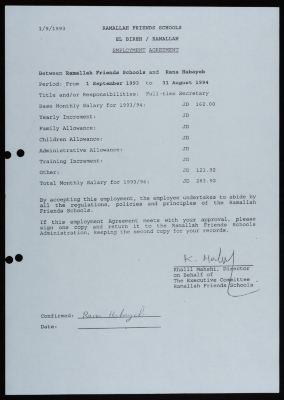 3/9/1993
RAMALLAH FRIENDS SCHOOLS
EL BIREH / RAMALLAH
EMPLOYMENT AGREEMENT
Between Ramallah Friends Schools and Rana Habayeb
Period: From 1 September 1993 to 31 August 1994
Title and/or Responsibilities: Full-time Secretary
Base Monthly Salary for 1993/94: JD 162.00
Yearly Increment: JD
Family Allowance: JD
Children Allowance: JD
Administrative Allowance: JD
Training Increment: JD
Other: JD 121.92
Total Monthly Salary for 1993/94: JD 283.92
By accepting this employment, the employee undertakes to abide by
all the regulations, policies and principles of the Ramallah
Friends Schools.
If this employment Agreement meets with your approval, please
sign one copy and return it to the Ramallah Friends Schools
Administration, keeping the second copy for your records.
Khalil Mahshi, Director
on Behalf of
The Executive Committee
Ramallah Friends Schools
Confirmed: Rana Habayeb
Date: